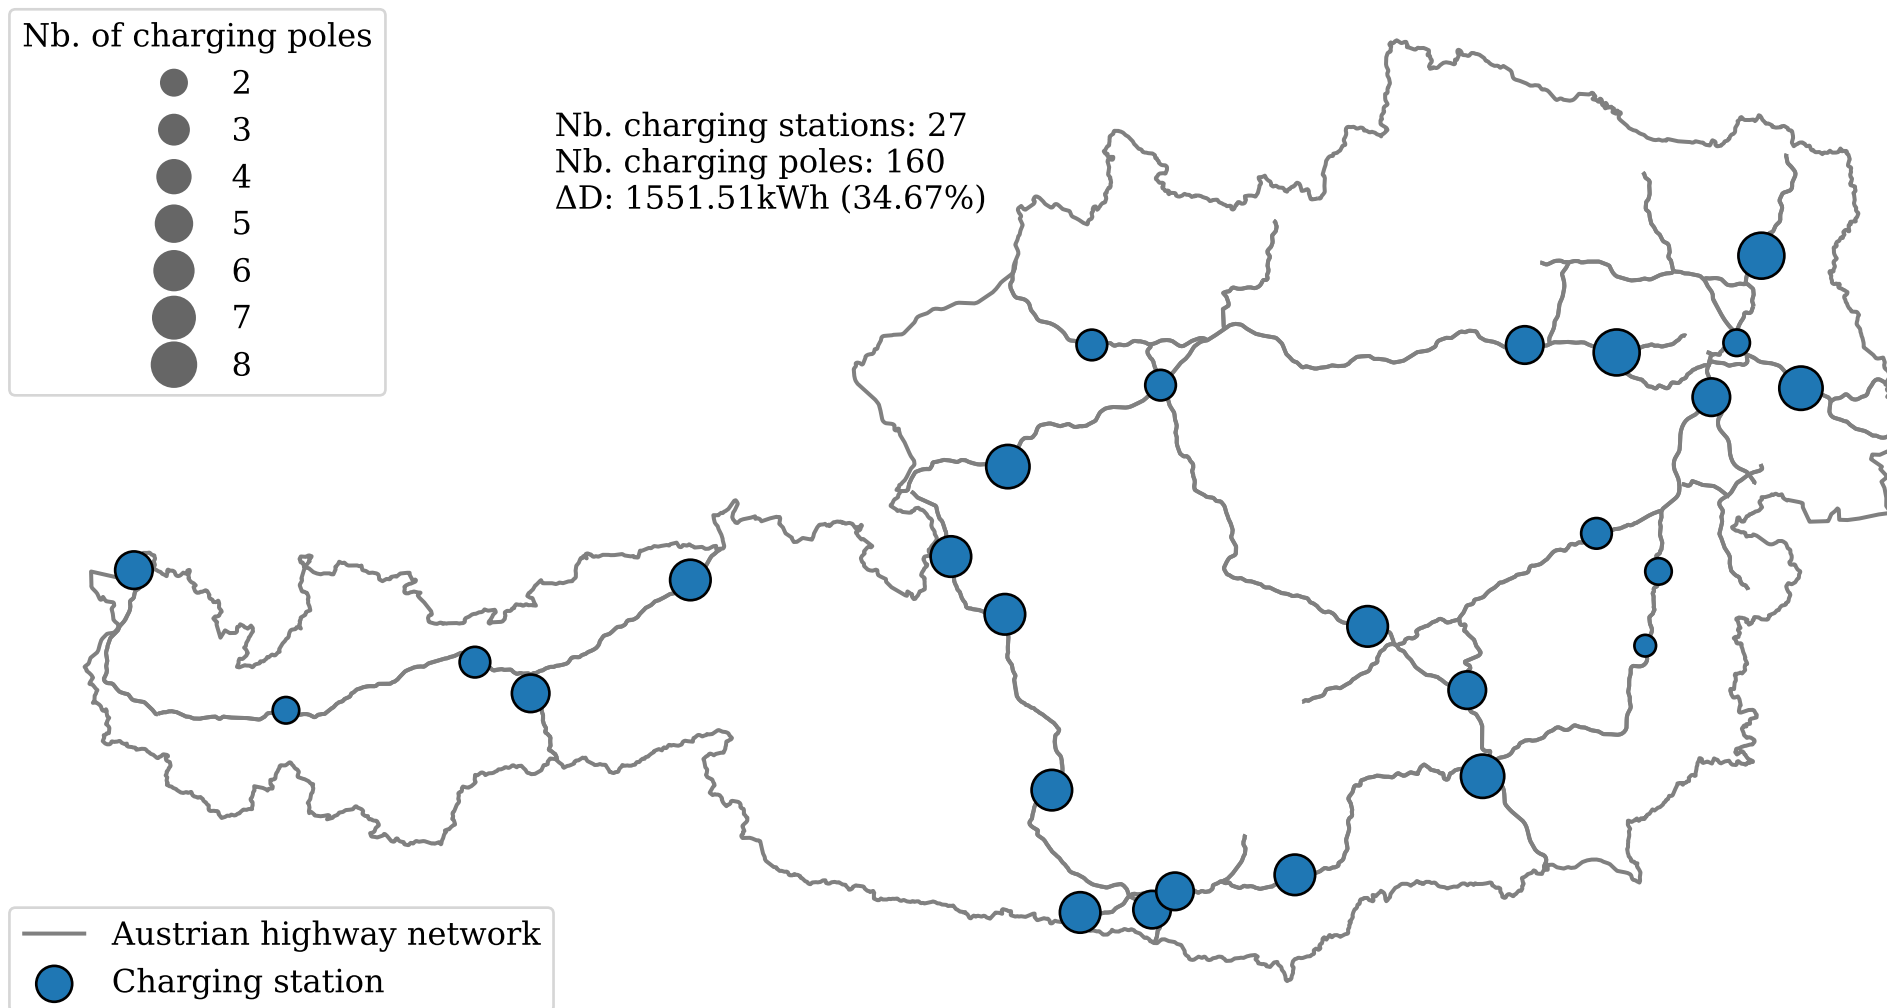 Nb. of charging poles
2
3
4
5
6
7
8
Nb. charging stations: 27
Nb. charging poles: 160
ΔD: 1551.51kWh (34.67%)
Austrian highway network
Charging station